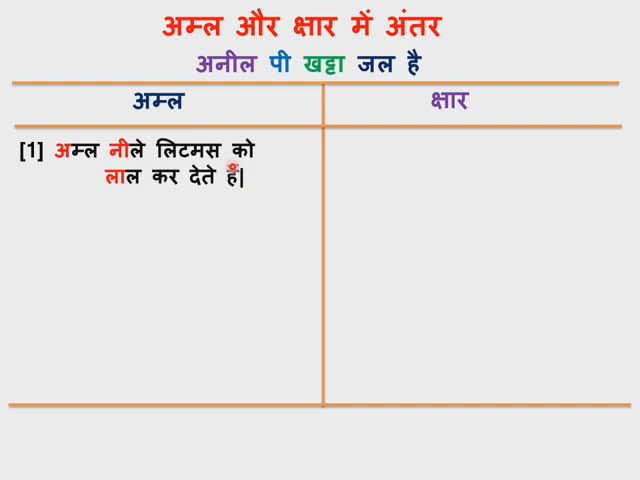 अम्ल और क्षार में अंतर
अनील पी खट्टा जल है
अम्ल
क्षार
[1] अम्ल नीले लिटमस को
लाल कर देते हैं|